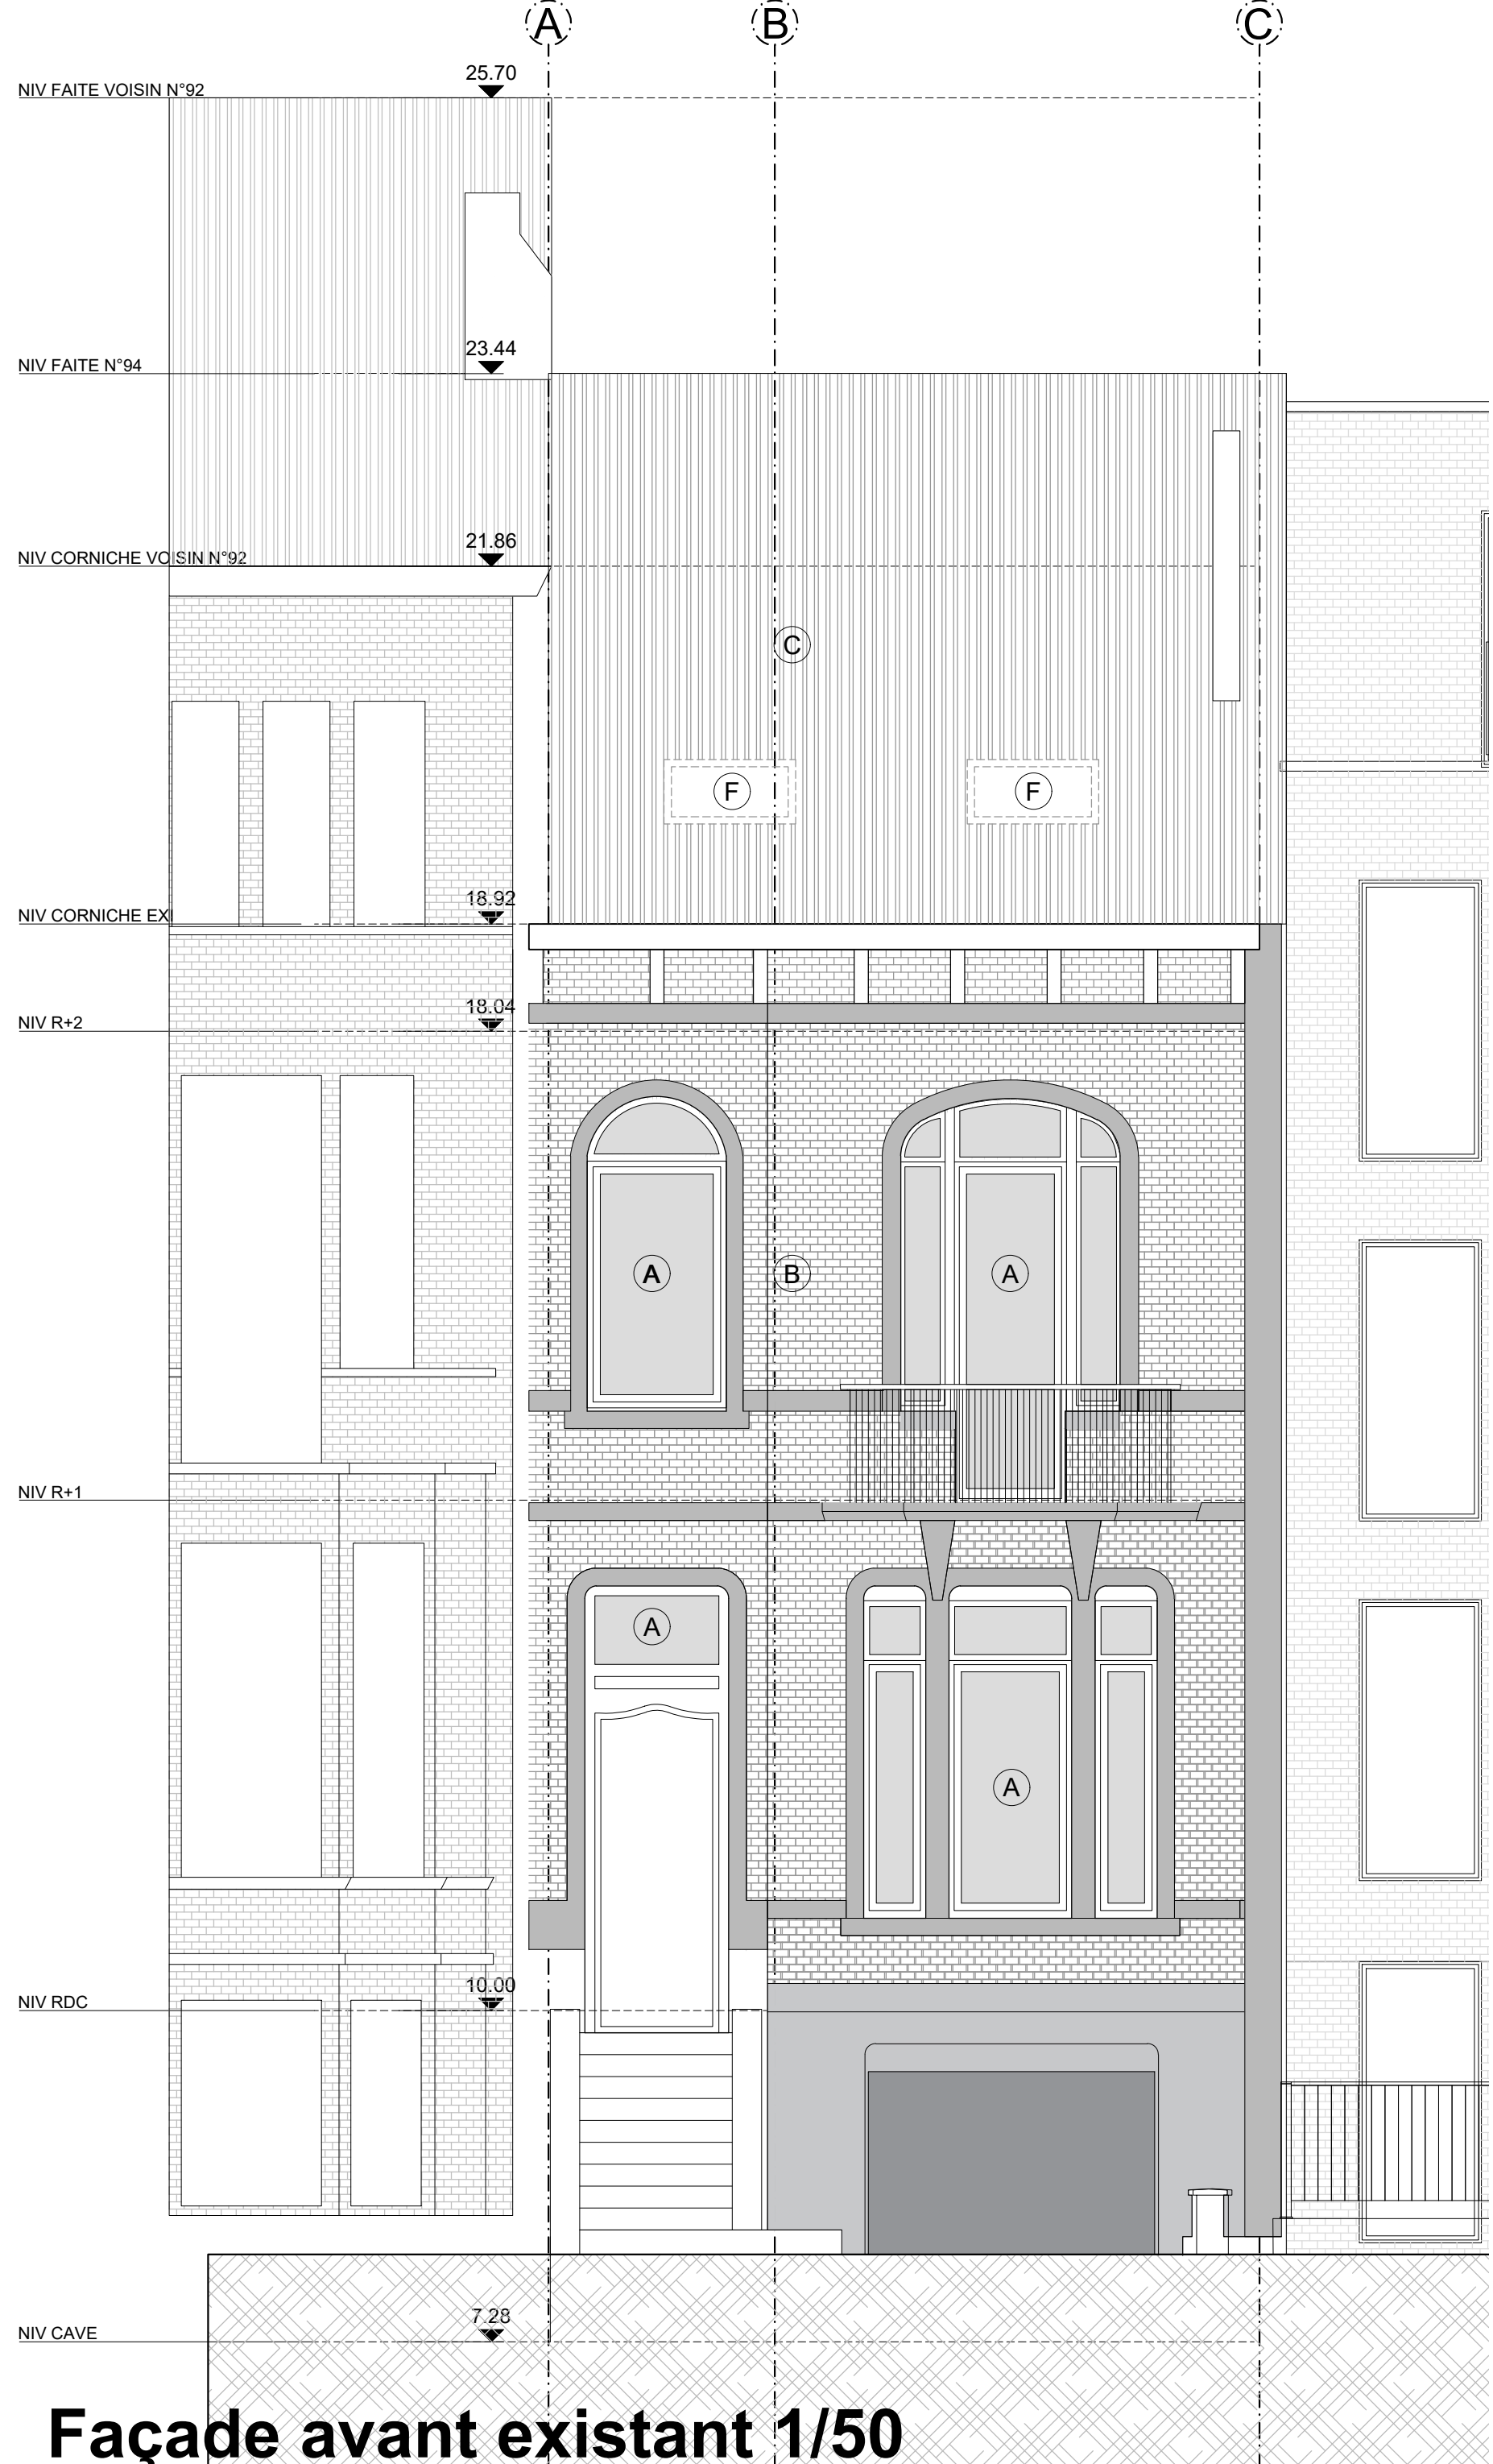 A B C
25.70
NIV FAITE VOISIN N°92
23.44
NIV FAITE N°94
21.86
NIV CORNICHE VOISIN N°92
C
F F
18.92
NIV CORNICHE EXI
18.04
NIV R+2
A B A
NIV R+1
A
A
10.00
NIV RDC
7.28
NIV CAVE
Façade avant existant 1/50